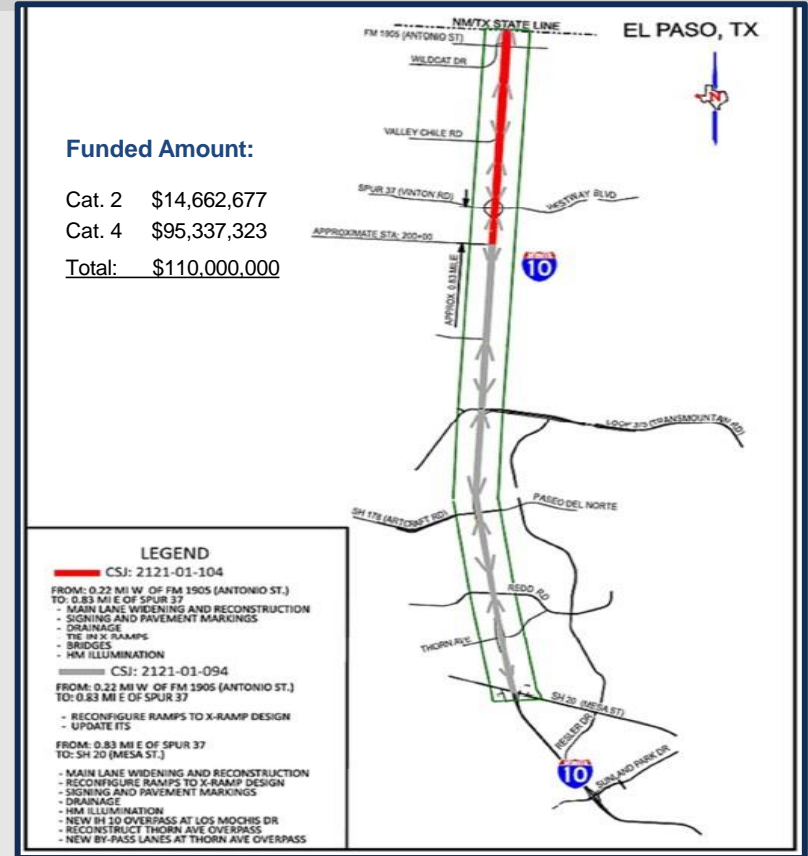 NM/TX STATE LINE
EL PASO, TX
FM 1905 (ANTONIO ST)
WILDCAT DR
N
VALLEY CHILE RD
Funded Amount:
Cat. 2 $14,662,677
Cat. 4 $95,337,323
Total: $110,000,000
SPUR 37 (VINTON RD)
WESTWAY BLVD
APPROXIMATE STA: 200+00
APPROX 0.83 MILE
INTERSTATE
10
LOOP 375 (TRANSMOUNTAIN RD)
PASEO DEL NORTE
SH 178 (ARTCRAFT RD)
REDD RD
THORN AVE
SH 20 (MESA ST)
RESLER DR
INTERSTATE
10
SUNLAND PARK DR
LEGEND
CSJ: 2121-01-104
FROM: 0.22 MI W OF FM 1905 (ANTONIO ST.)
TO: 0.83 MI E OF SPUR 37
- MAIN LANE WIDENING AND RECONSTRUCTION
- SIGNING AND PAVEMENT MARKINGS
- DRAINAGE
- TIE IN X RAMPS
- BRIDGES
- HM ILLUMINATION
CSJ: 2121-01-094
FROM: 0.22 MI W OF FM 1905 (ANTONIO ST.)
TO: 0.83 MI E OF SPUR 37
- RECONFIGURE RAMPS TO X-RAMP DESIGN
- UPDATE ITS
FROM: 0.83 MI E OF SPUR 37
TO: SH 20 (MESA ST.)
- MAIN LANE WIDENING AND RECONSTRUCTION
- RECONFIGURE RAMPS TO X-RAMP DESIGN
- SIGNING AND PAVEMENT MARKINGS
- DRAINAGE
- HM ILLUMINATION
- NEW IH 10 OVERPASS AT LOS MOCHIS DR
- RECONSTRUCT THORN AVE OVERPASS
- NEW BY-PASS LANES AT THORN AVE OVERPASS